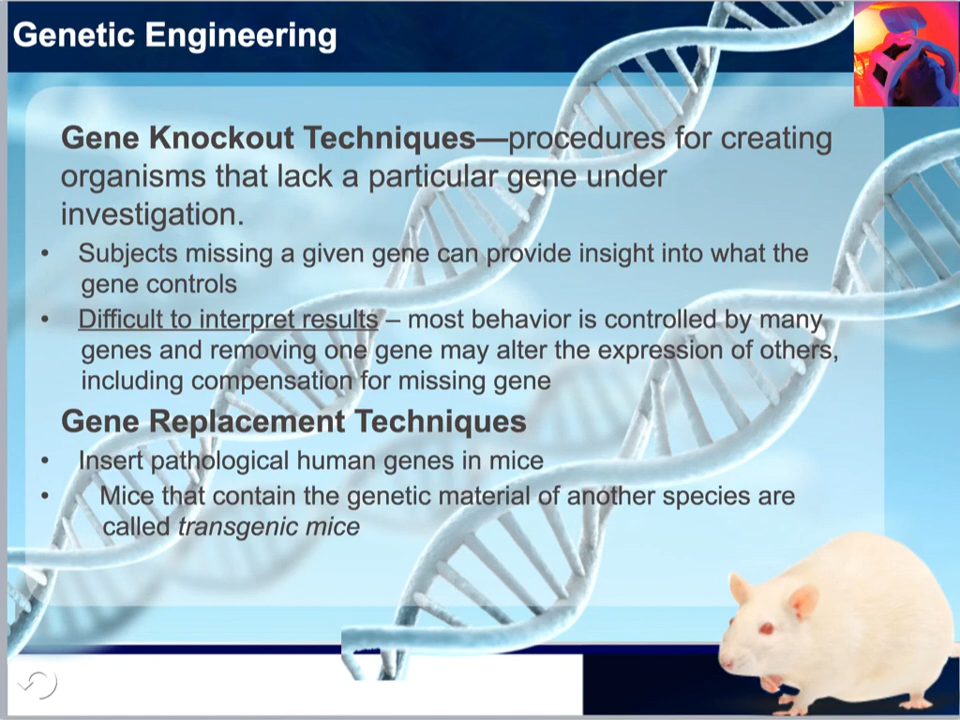 Genetic Engineering
Gene Knockout Techniques—procedures for creating
organisms that lack a particular gene under
investigation.
• Subjects missing a given gene can provide insight into what the
gene controls
• Difficult to interpret results – most behavior is controlled by many
genes and removing one gene may alter the expression of others,
including compensation for missing gene
Gene Replacement Techniques
• Insert pathological human genes in mice
• Mice that contain the genetic material of another species are
called transgenic mice